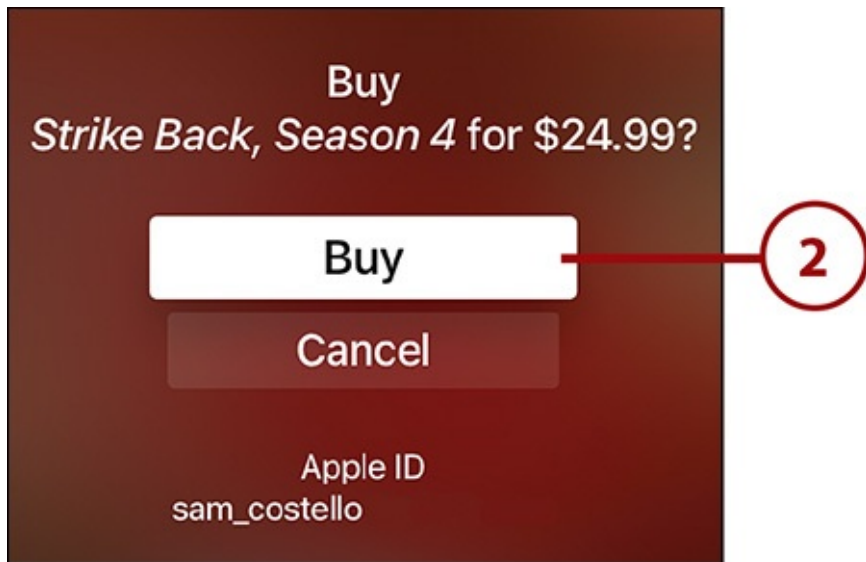 Buy
Strike Back, Season 4 for $24.99?
Buy
2
Cancel
Apple ID
sam_costello